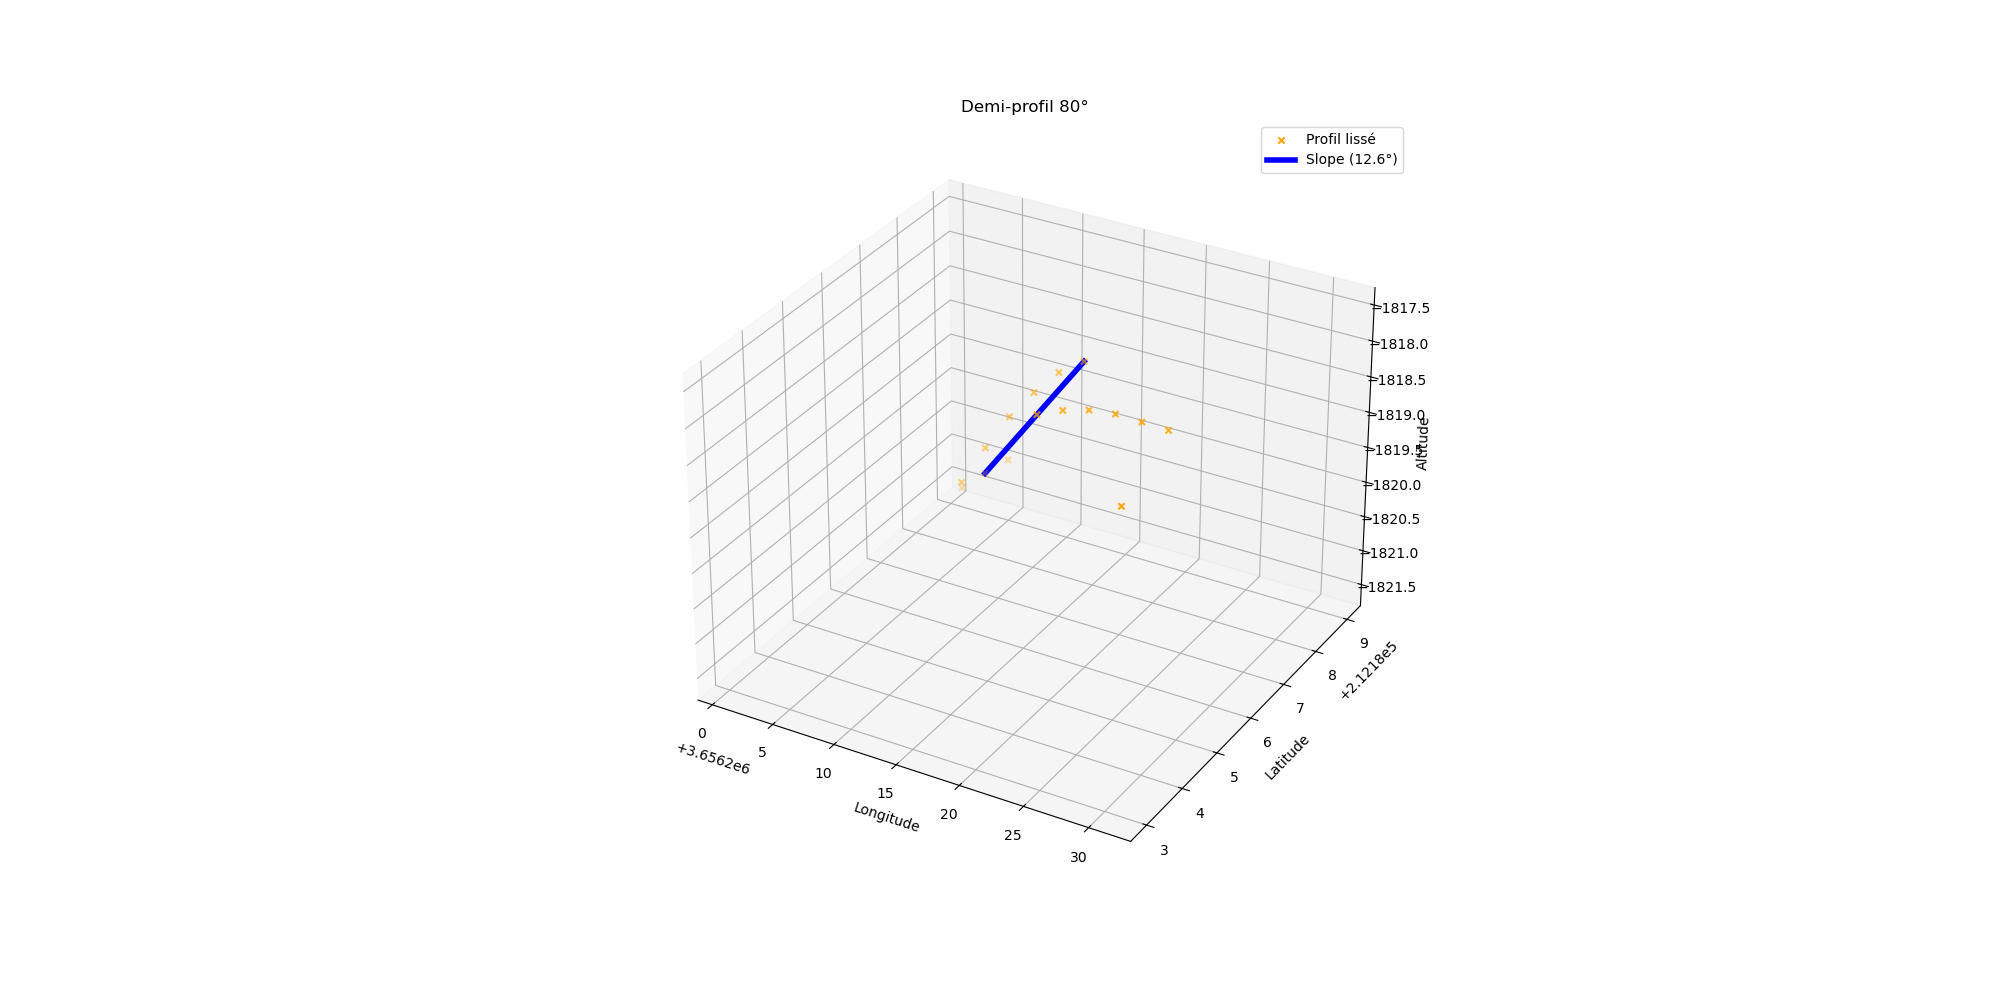 Demi-profil 80°
Profil lissé
Slope (12.6°)
−1817.5
−1818.0
−1818.5
−1819.0
−1819.5
−1820.0
−1820.5
−1821.0
−1821.5
Altitude
9
8
7
6
5
4
3
+2.1218e5
Latitude
0
5
10
15
20
25
30
+3.6562e6
Longitude